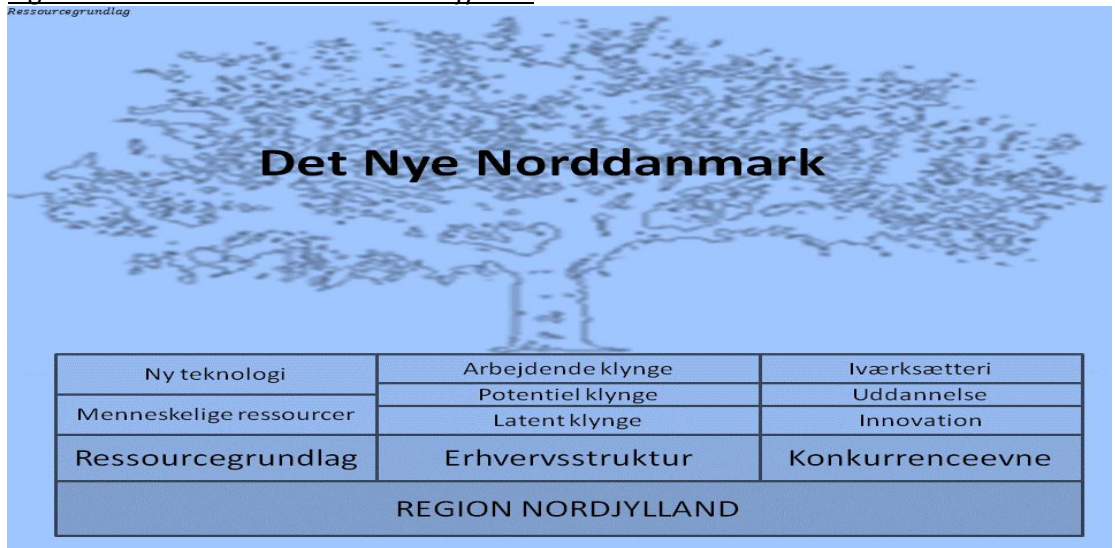 Ressourcegrundlag
Det Nye Norddanmark
Ny teknologi
Menneskelige ressourcer
Ressourcegrundlag
Arbejdende klynge
Potentiel klynge
Latent klynge
Erhvervsstruktur
Iværksætteri
Uddannelse
Innovation
Konkurrenceevne
REGION NORDJYLLAND